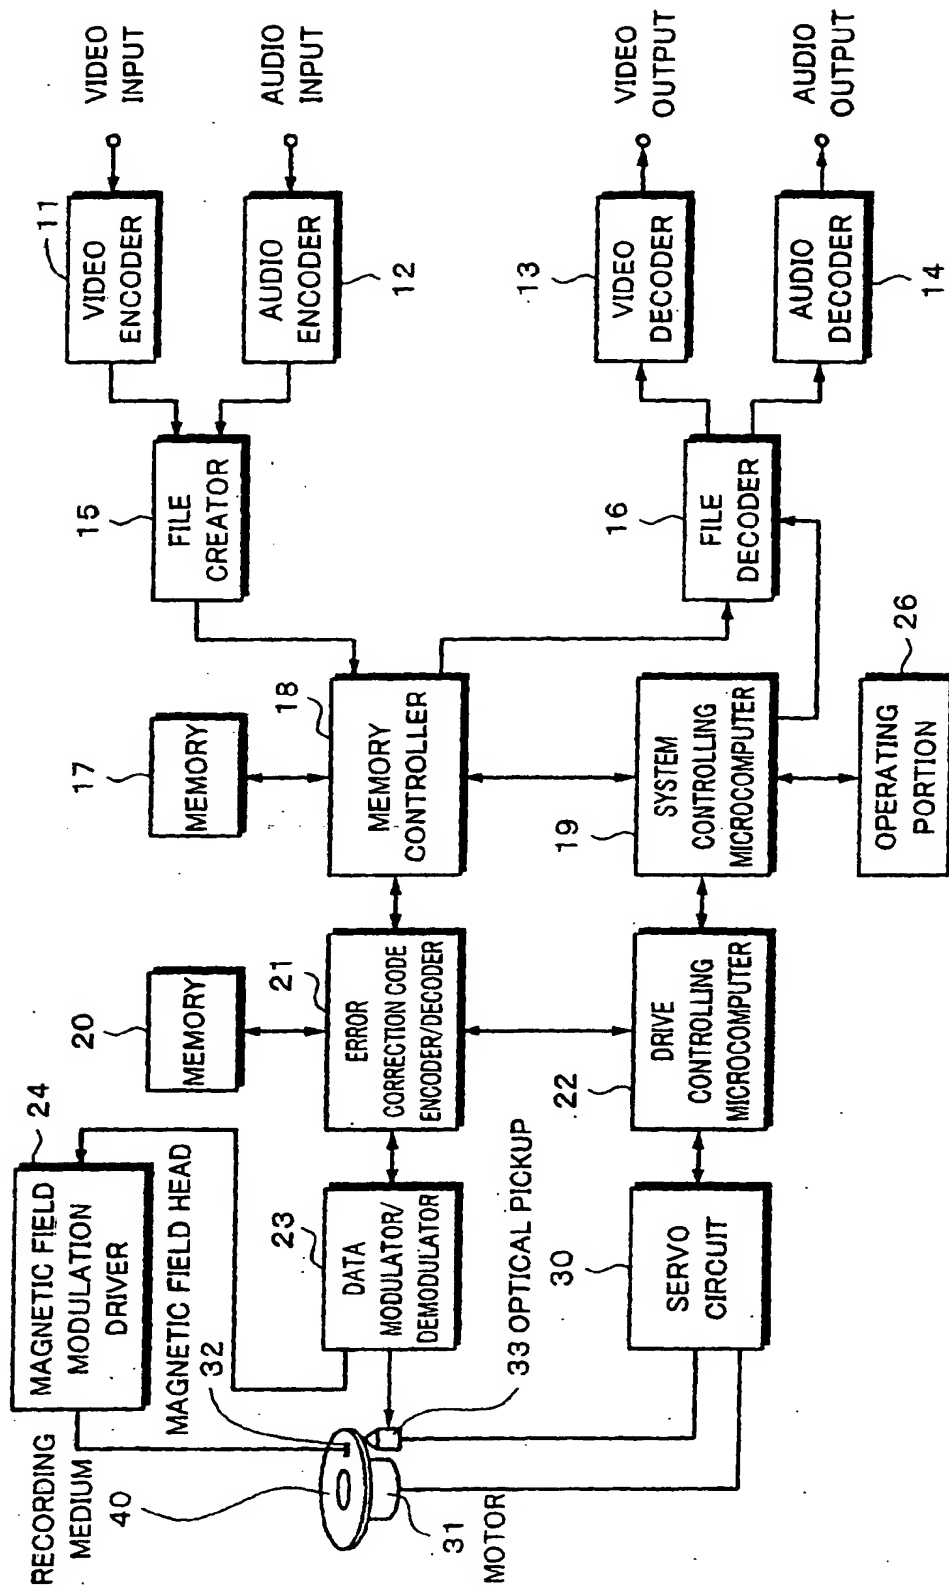 VIDEO
INPUT
AUDIO
INPUT
VIDEO
OUTPUT
AUDIO
OUTPUT
11
VIDEO
ENCODER
AUDIO
ENCODER
12
13
VIDEO
DECODER
AUDIO
DECODER
14
15
FILE
CREATOR
16
FILE
DECODER
17
MEMORY
18
MEMORY
CONTROLLER
19
SYSTEM
CONTROLLING
MICROCOMPUTER
26
OPERATING
PORTION
20
MEMORY
21
ERROR
CORRECTION CODE
ENCODER/DECODER
22
DRIVE
CONTROLLING
MICROCOMPUTER
24
MAGNETIC FIELD
MODULATION
DRIVER
MAGNETIC FIELD HEAD
32
23
DATA
MODULATOR/
DEMODULATOR
33 OPTICAL PICKUP
30
SERVO
CIRCUIT
RECORDING
MEDIUM
40
31
MOTOR